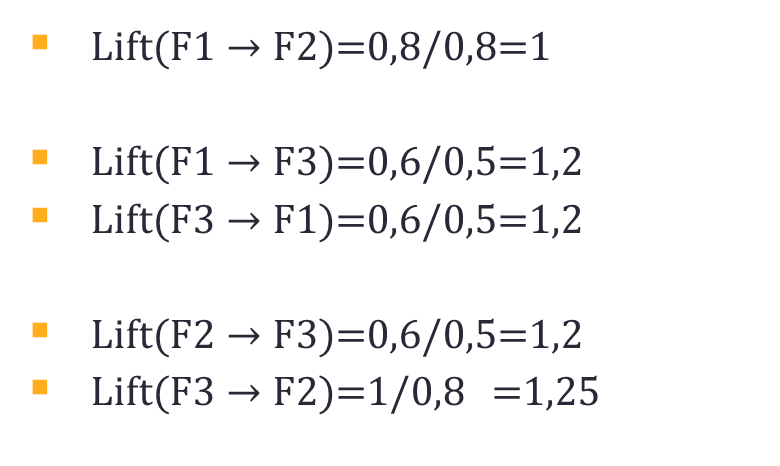 ▪ Lift(F1 → F2)=0,8/0,8=1
▪ Lift(F1 → F3)=0,6/0,5=1,2
▪ Lift(F3 → F1)=0,6/0,5=1,2
▪ Lift(F2 → F3)=0,6/0,5=1,2
▪ Lift(F3 → F2)=1/0,8 =1,25